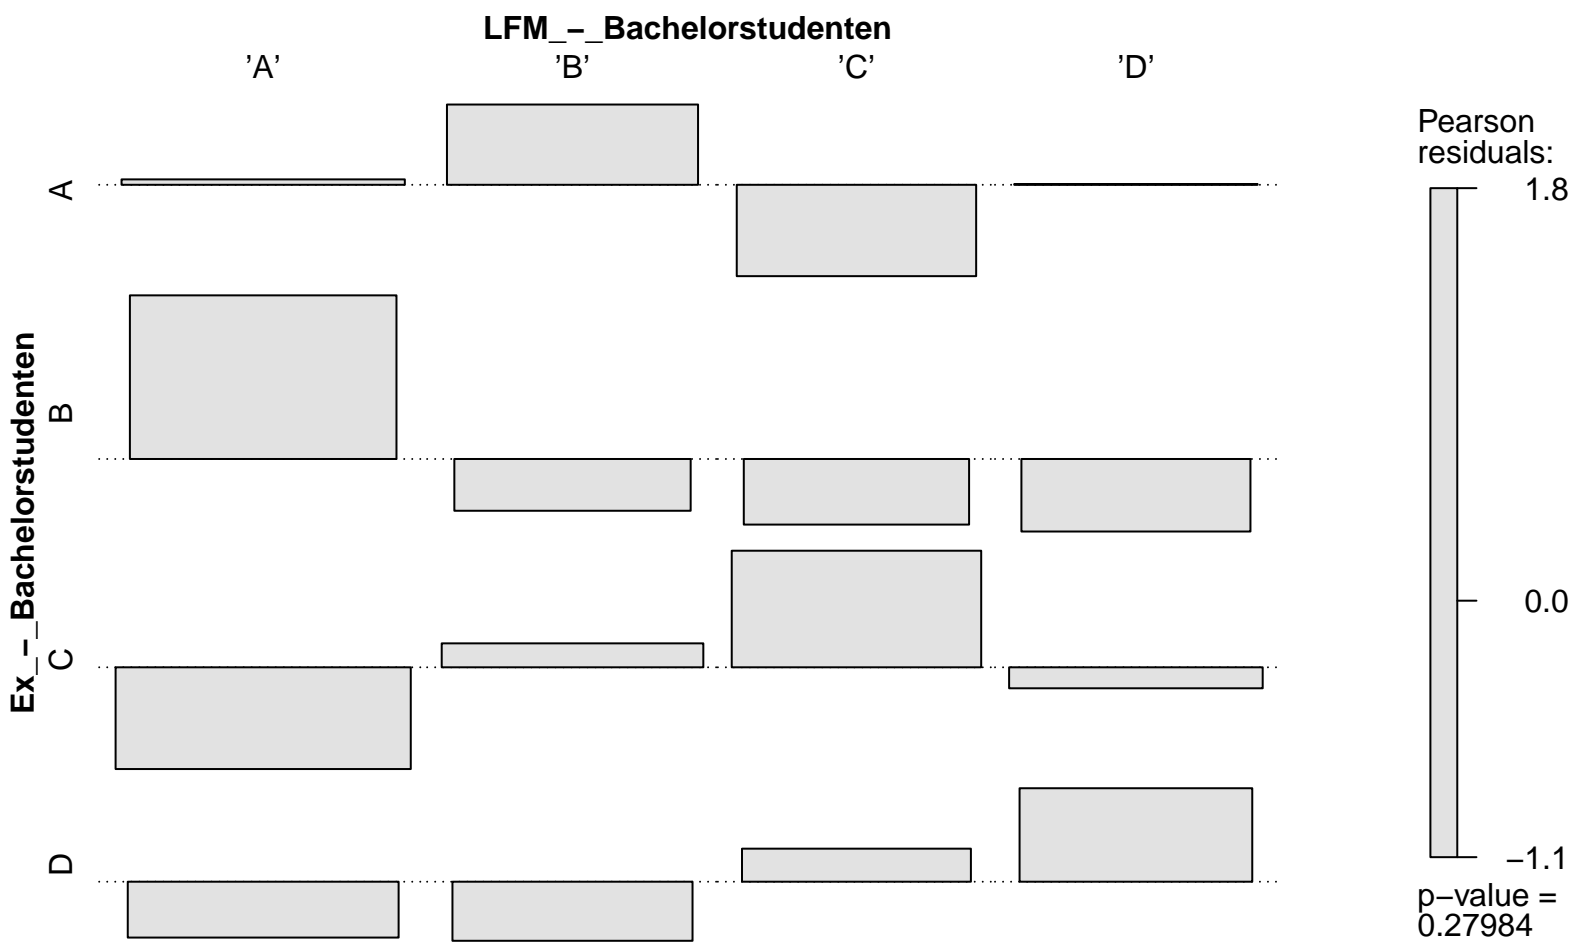 LFM_−_Bachelorstudenten
’A’ ’B’ ’C’ ’D’
Ex_−_Bachelorstudenten
A
B
C
D
Pearson
residuals:
1.8
0.0
−1.1
p−value =
0.27984